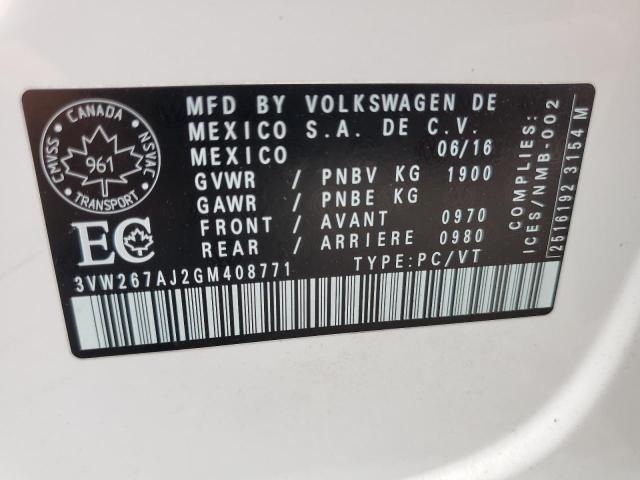 CANADA
CMVSS
NSVAC
961
TRANSPORT
EC
MFD BY VOLKSWAGEN DE
MEXICO S.A. DE C.V.
MEXICO 06/16
GVWR / PNBV KG 1900
GAWR / PNBE KG
FRONT / AVANT 0970
REAR / ARRIERE 0980
3VW267AJ2GM408771 TYPE:PC/VT
COMPLIES:
ICES/NMB-002
2516192 3154 M